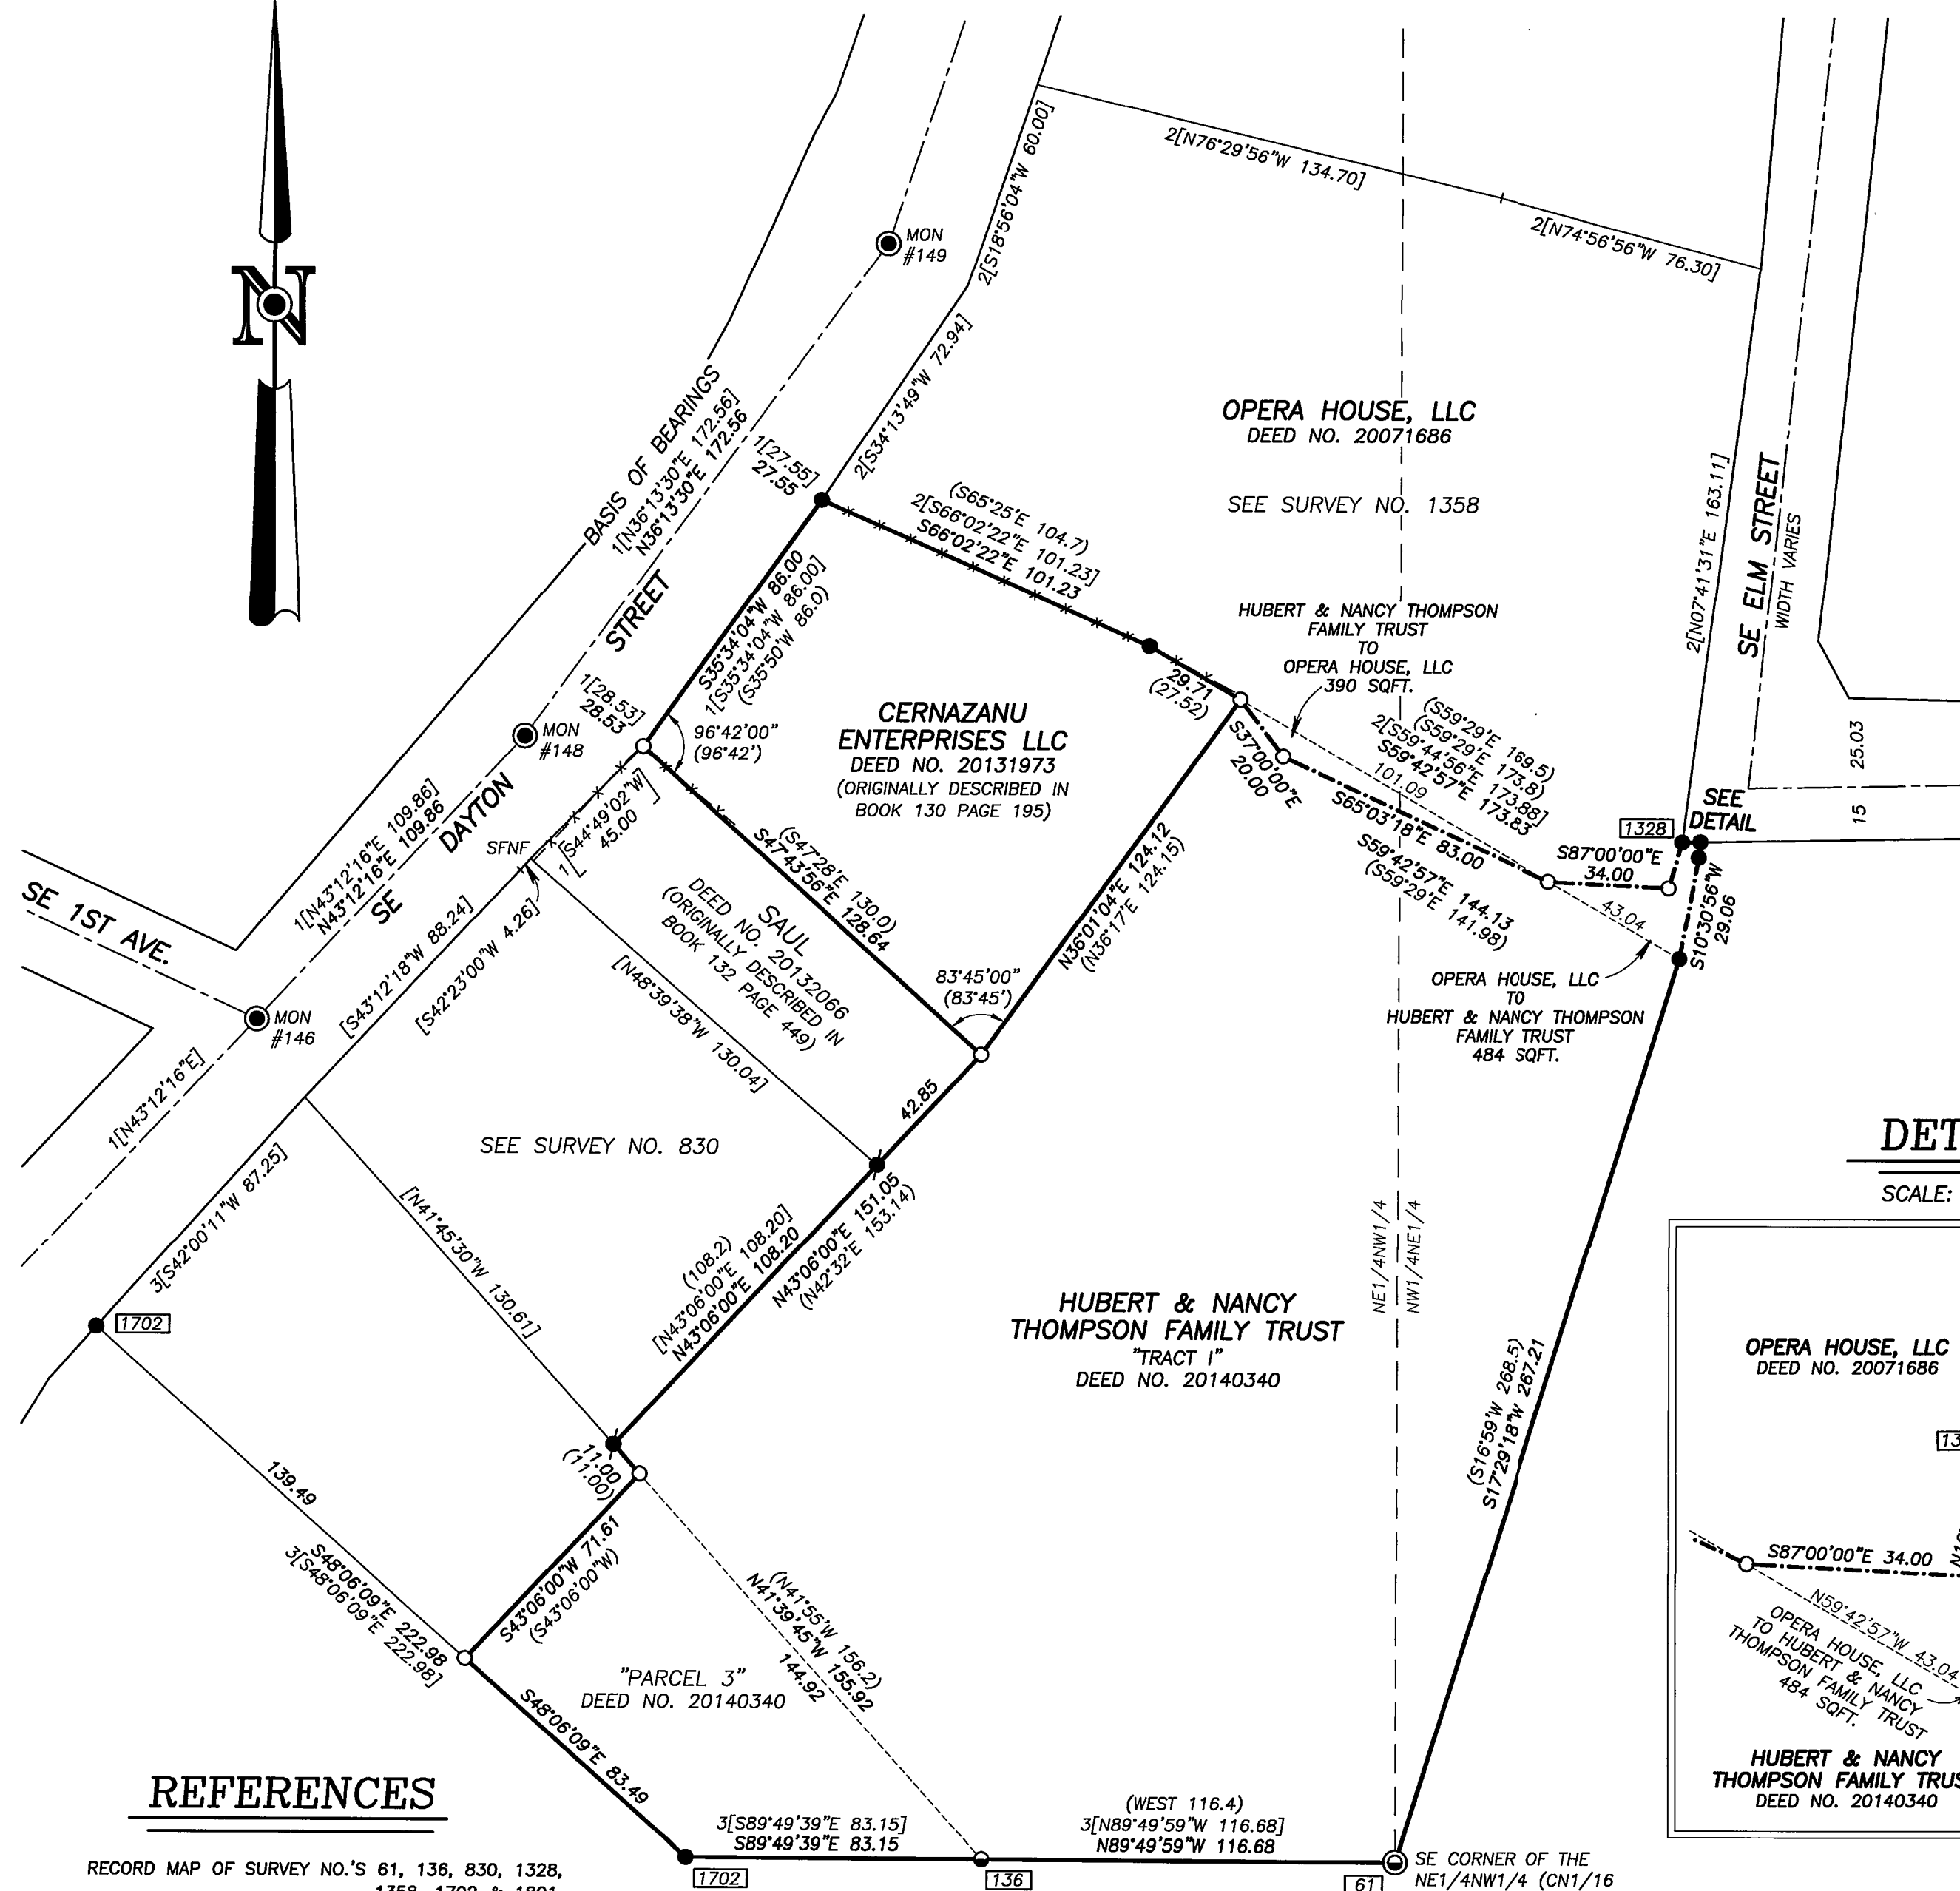 N
MON
#149
2[S18°56'04"W 60.00]
2[N76°29'56"W 134.70]
2[N74°56'56"W 76.30]
BASIS OF BEARINGS
1[N36°13'30"E 172.56]
N36°13'30"E 172.56
2[S34°13'49"W 72.94]
1[27.55]
27.55
OPERA HOUSE, LLC
DEED NO. 20071686
SEE SURVEY NO. 1358
2[N07°41'31"E 163.11]
SE ELM STREET
WIDTH VARIES
(S65°25'E 104.7)
2[S66°02'22"E 101.23]
S66°02'22"E 101.23
HUBERT & NANCY THOMPSON
FAMILY TRUST
TO
OPERA HOUSE, LLC
390 SQFT.
S35°34'04"W 86.00
1[S35°34'04"W 86.00]
(S35°50'W 86.0)
29.71
(27.52)
1[28.53]
28.53
MON
#148
96°42'00"
(96°42')
CERNAZANU
ENTERPRISES LLC
DEED NO. 20131973
(ORIGINALLY DESCRIBED IN
BOOK 130 PAGE 195)
S37°00'00"E
20.00
(S59°29'E 169.5)
(S59°29'E 173.8)
2[S59°44'56"E 173.88]
S59°42'57"E 173.83
101.09
S65°03'18"E 83.00
S59°42'57"E 144.13
(S59°29'E 141.98)
25.03
15
SEE
DETAIL
1328
S87°00'00"E
34.00
43.04
S10°30'56"W
29.06
SE DAYTON STREET
1[N43°12'16"E 109.86]
N43°12'16"E 109.86
SFNF
1[S44°49'02"W]
45.00
SE 1ST AVE.
MON
#146
[S43°12'18"W 88.24]
[S42°23'00"W 4.26]
(S47°28'E 130.0)
S47°43'56"E 128.64
SAUL
DEED NO. 20132066
(ORIGINALLY DESCRIBED IN
BOOK 132 PAGE 449)
[N48°39'38"W 130.04]
N36°01'04"E 124.12
(N36°17'E 124.15)
83°45'00"
(83°45')
OPERA HOUSE, LLC
TO
HUBERT & NANCY THOMPSON
FAMILY TRUST
484 SQFT.
1[N43°12'16"E]
42.85
SEE SURVEY NO. 830
3[S42°00'11"W 87.25]
[N41°45'30"W 130.61]
(108.2)
[N43°06'00"E 108.20]
N43°06'00"E 108.20
N43°06'00"E 151.05
(N42°32'E 153.14)
NE1/4NW1/4
NW1/4NE1/4
DET
SCALE:
1702
HUBERT & NANCY
THOMPSON FAMILY TRUST
"TRACT I"
DEED NO. 20140340
(S16°59'W 268.5)
S17°29'18"W 267.21
OPERA HOUSE, LLC
DEED NO. 20071686
11.00
(11.00)
139.49
S48°06'09"E 222.98
3[S48°06'09"E 222.98]
S43°06'00"W 71.61
(S43°06'00"W)
(N41°55'W 156.2)
N41°39'45"W 155.92
144.92
S87°00'00"E 34.00
N59°42'57"W 43.04
OPERA HOUSE, LLC
TO HUBERT & NANCY
THOMPSON FAMILY TRUST
484 SQFT.
"PARCEL 3"
DEED NO. 20140340
S48°06'09"E 83.49
HUBERT & NANCY
THOMPSON FAMILY TRUS
DEED NO. 20140340
REFERENCES
3[S89°49'39"E 83.15]
S89°49'39"E 83.15
(WEST 116.4)
3[N89°49'59"W 116.68]
N89°49'59"W 116.68
1702
136
61
SE CORNER OF THE
NE1/4NW1/4 (CN1/16
RECORD MAP OF SURVEY NO.'S 61, 136, 830, 1328,
1358, 1702 & 1801